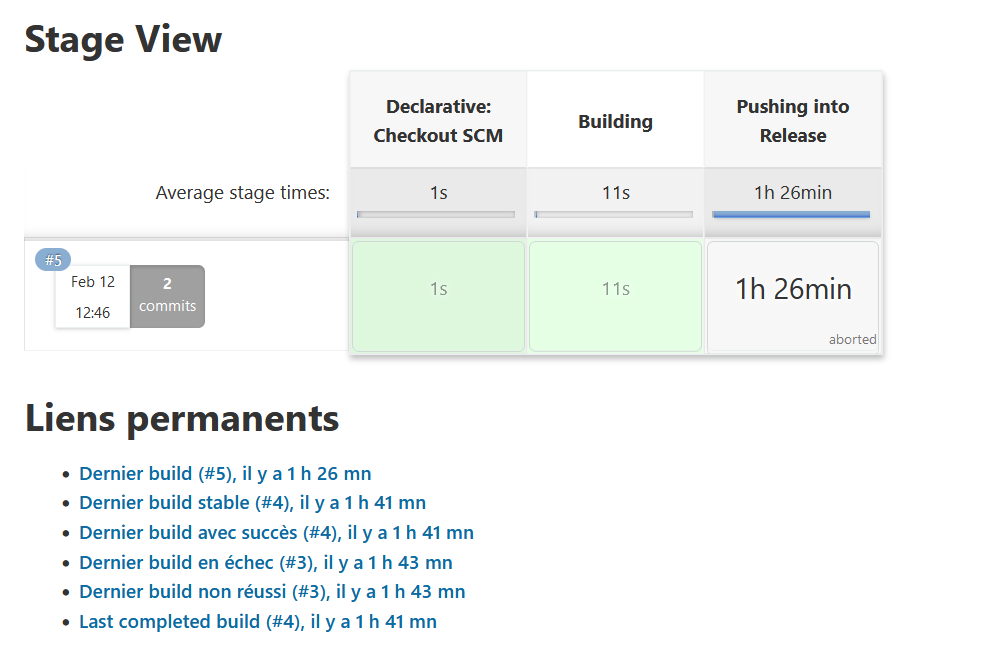 Stage View
Declarative:
Checkout SCM
Building
Pushing into
Release
Average stage times:
1s
11s
1h 26min
#5
Feb 12
12:46
2
commits
1s
11s
1h 26min
aborted
Liens permanents
Dernier build (#5), il y a 1 h 26 mn
Dernier build stable (#4), il y a 1 h 41 mn
Dernier build avec succès (#4), il y a 1 h 41 mn
Dernier build en échec (#3), il y a 1 h 43 mn
Dernier build non réussi (#3), il y a 1 h 43 mn
Last completed build (#4), il y a 1 h 41 mn